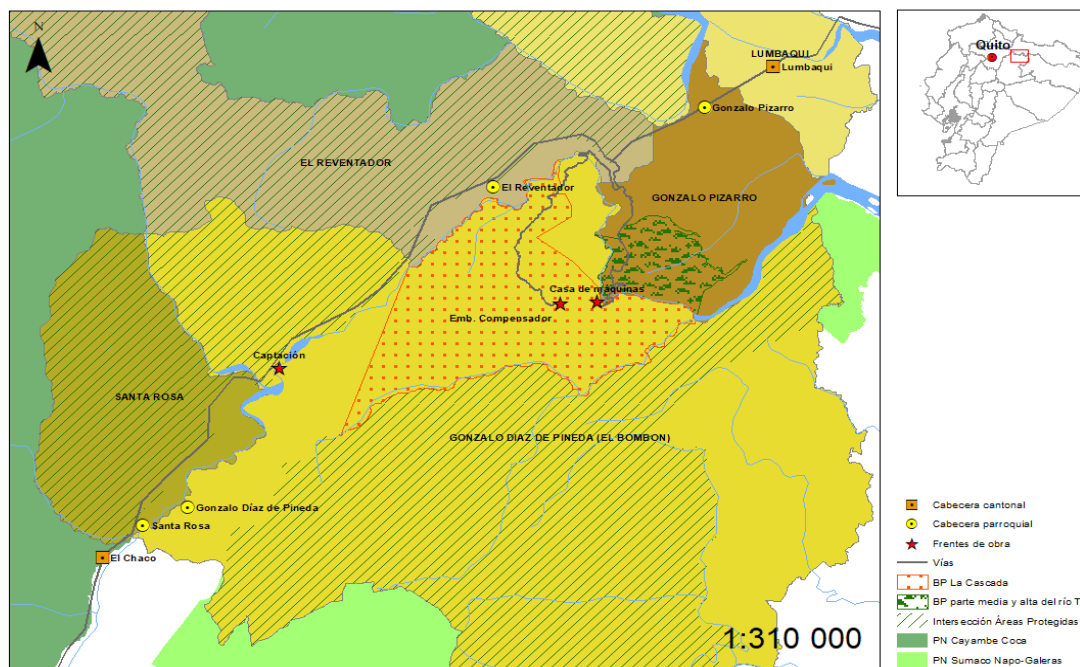 N
LUMBAQUI
Lumbaqui
Gonzalo Pizarro
EL REVENTADOR
El Reventador
GONZALO PIZARRO
Casa de maquinas
Emb. Compensador
Captación
SANTA ROSA
GONZALO DIAZ DE PINEDA (EL BOMBON)
Gonzalo Díaz de Pineda
Santa Rosa
El Chaco
1:310 000
Quito
Cabecera cantonal
Cabecera parroquial
Frentes de obra
Vías
BP La Cascada
BP parte media y alta del río T
Intersección Áreas Protegidas
PN Cayambe Coca
PN Sumaco Napo-Galeras